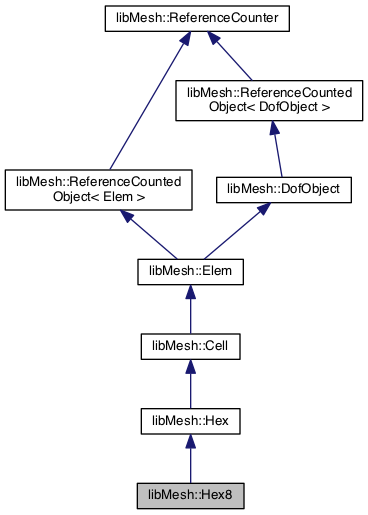 libMesh::ReferenceCounter
libMesh::ReferenceCounted
Object< DofObject >
libMesh::ReferenceCounted
Object< Elem >
libMesh::DofObject
libMesh::Elem
libMesh::Cell
libMesh::Hex
libMesh::Hex8